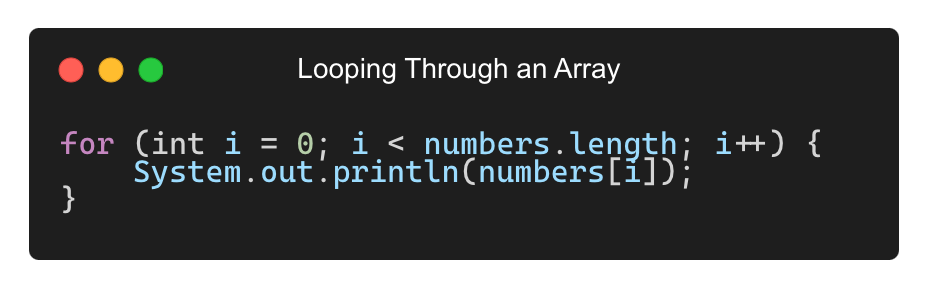 Looping Through an Array
for (int i = 0; i < numbers.length; i++) {
    System.out.println(numbers[i]);
}